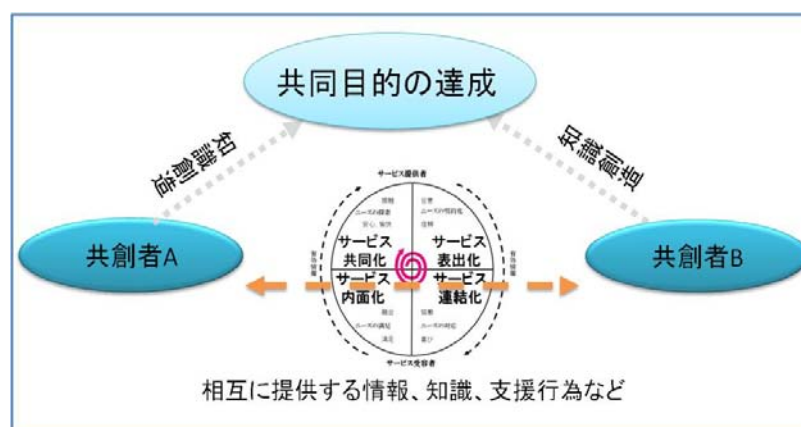 共同目的の達成
知識創造
知識創造
サービス提供者
共創者A
共創者B
サービス
共同化
サービス
表出化
サービス
内面化
サービス
連結化
サービス受容者
相互に提供する情報、知識、支援行為など